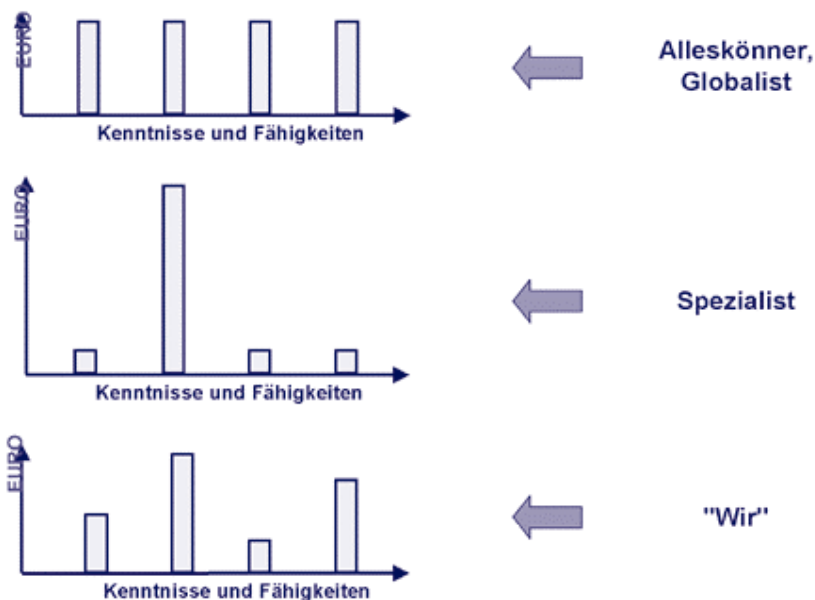 EURO
Kenntnisse und Fähigkeiten
Alleskönner,
Globalist
EURO
Kenntnisse und Fähigkeiten
Spezialist
EURO
Kenntnisse und Fähigkeiten
"Wir"